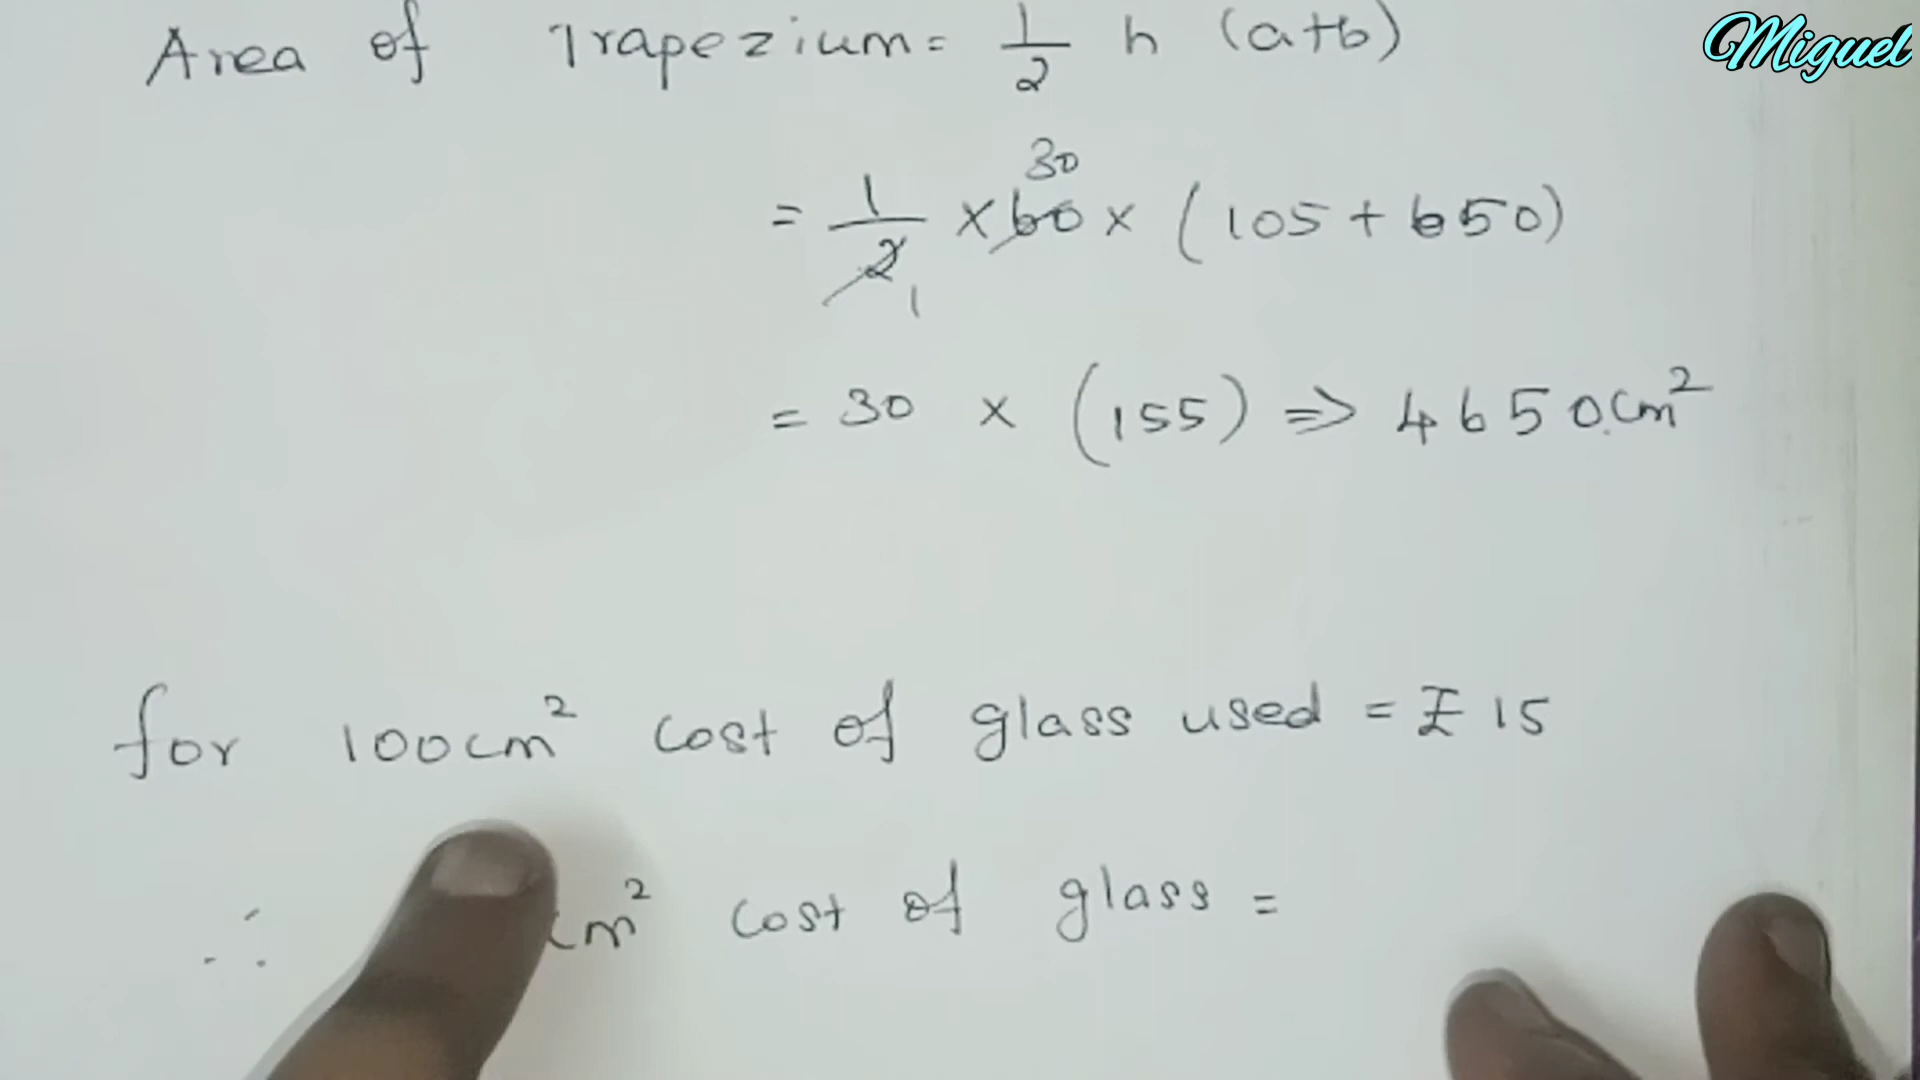 Area of Trapezium = 1/2 h (a+b)
Miguel
30
= 1/2 × 60 × (105 + 650)
1
= 30 × (155) ⇒ 4650 cm²
for 100cm² cost of glass used = ₹ 15
∴ cm² cost of glass =